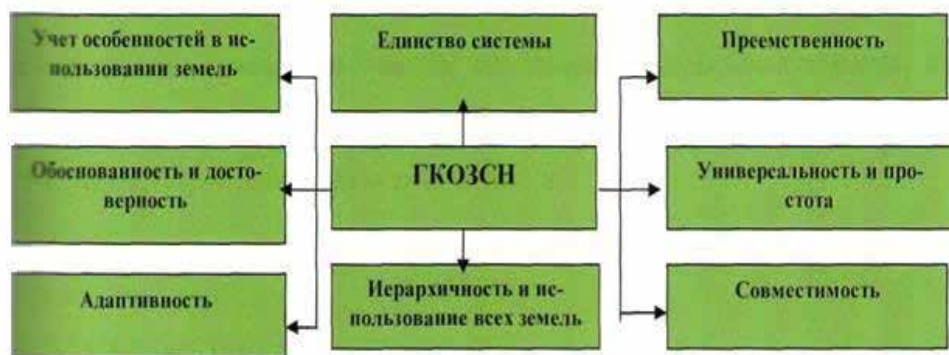 Учет особенностей в ис-
пользовании земель
Единство системы
Преемственность
Обоснованность и досто-
верность
ГКОЗСН
Универсальность и про-
стота
Адаптивность
Иерархичность и ис-
пользование всех земель
Совместимость